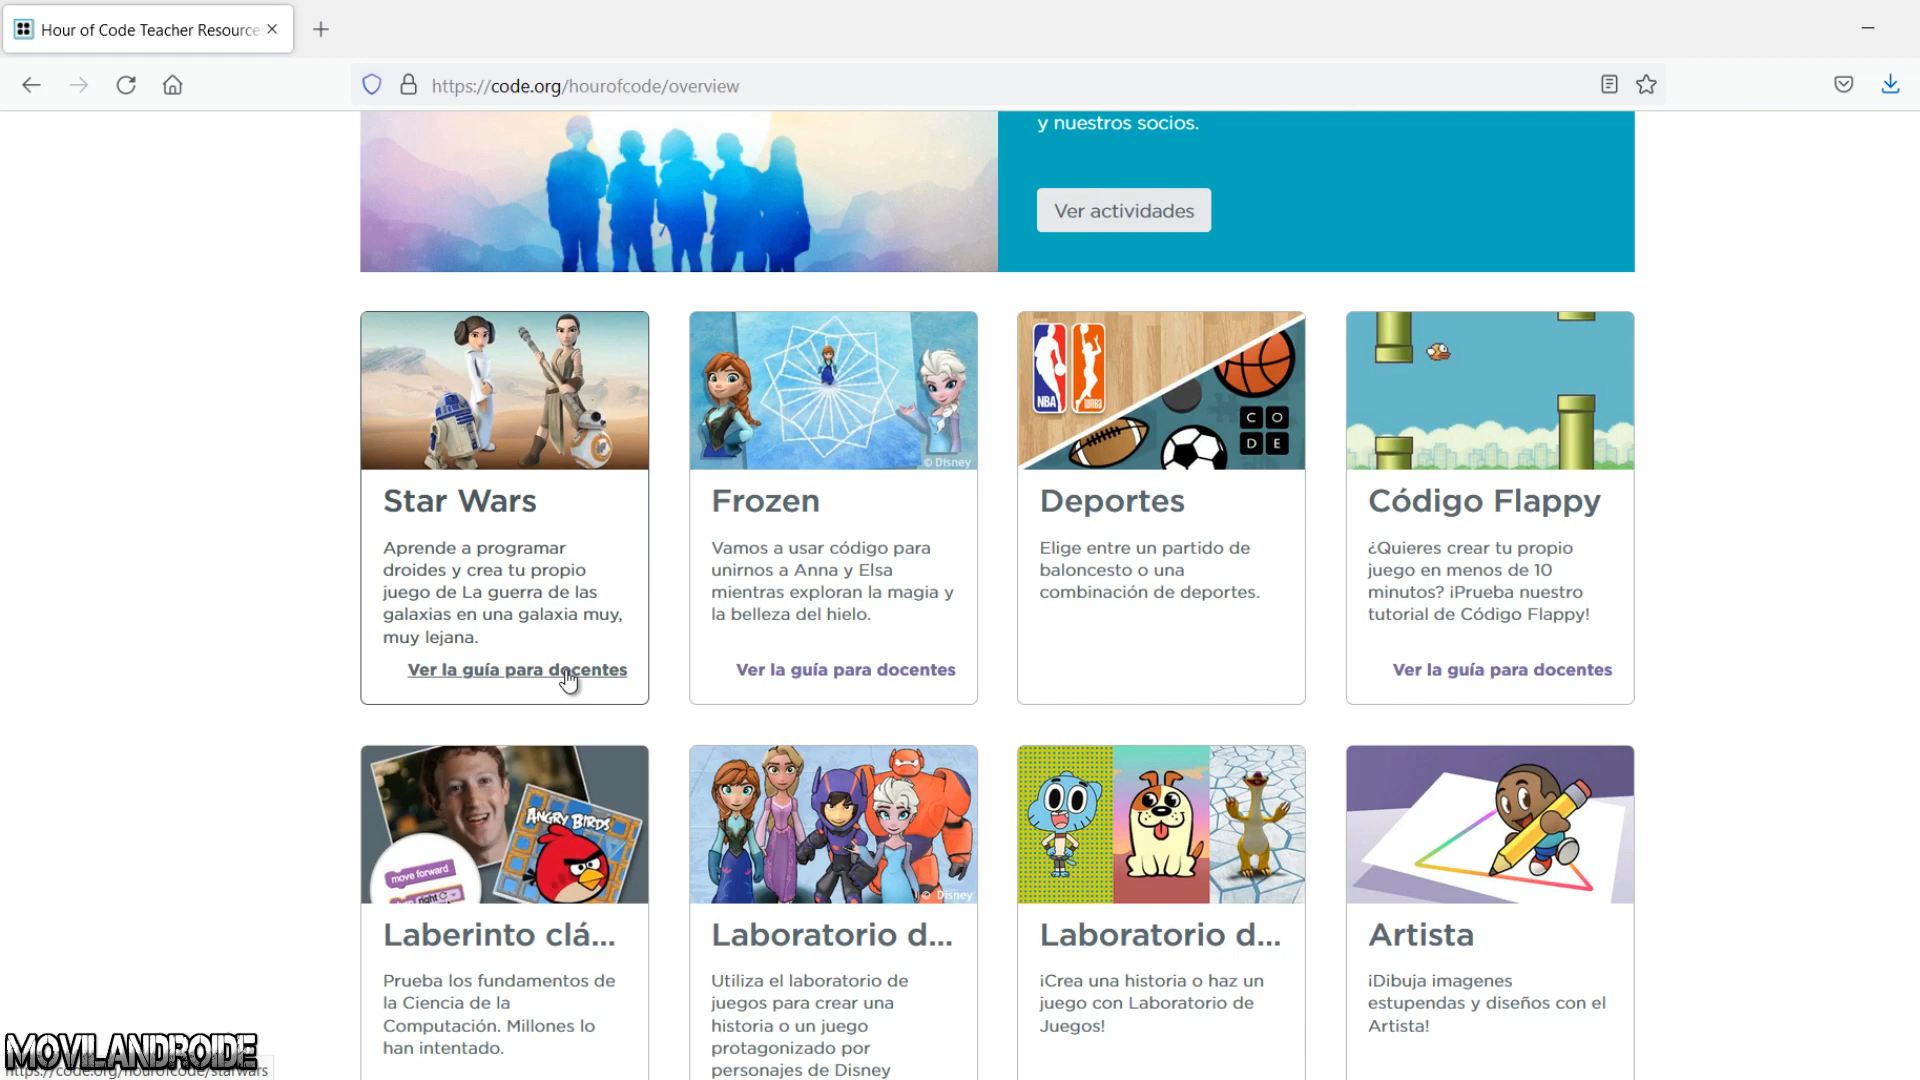 Hour of Code Teacher Resource
https://code.org/hourofcode/overview
y nuestros socios.
Ver actividades
NBA
WNBA
C O
D E
© Disney
Star Wars
Aprende a programar
droides y crea tu propio
juego de La guerra de las
galaxias en una galaxia muy,
muy lejana.
Ver la guía para docentes
Frozen
Vamos a usar código para
unirnos a Anna y Elsa
mientras exploran la magia y
la belleza del hielo.
Ver la guía para docentes
Deportes
Elige entre un partido de
baloncesto o una
combinación de deportes.
Código Flappy
¿Quieres crear tu propio
juego en menos de 10
minutos? ¡Prueba nuestro
tutorial de Código Flappy!
Ver la guía para docentes
ANGRY BIRDS
move forward
right
© Disney
Laberinto clá...
Prueba los fundamentos de
la Ciencia de la
Computación. Millones lo
han intentado.
Laboratorio d...
Utiliza el laboratorio de
juegos para crear una
historia o un juego
protagonizado por
personajes de Disney
Laboratorio d...
¡Crea una historia o haz un
juego con Laboratorio de
Juegos!
Artista
¡Dibuja imagenes
estupendas y diseños con el
Artista!
MOVILANDROIDE
https://code.org/hourofcode/starwars